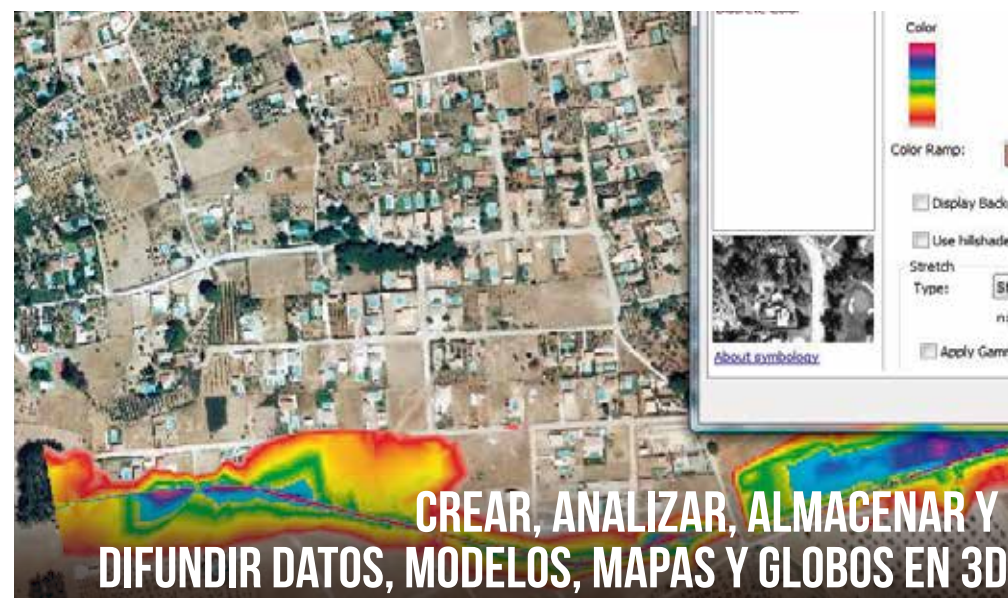 Color
Color Ramp:
Display Back
Use hillshade
Stretch
Type:
Apply Gam
About symbology
CREAR, ANALIZAR, ALMACENAR Y
DIFUNDIR DATOS, MODELOS, MAPAS Y GLOBOS EN 3D